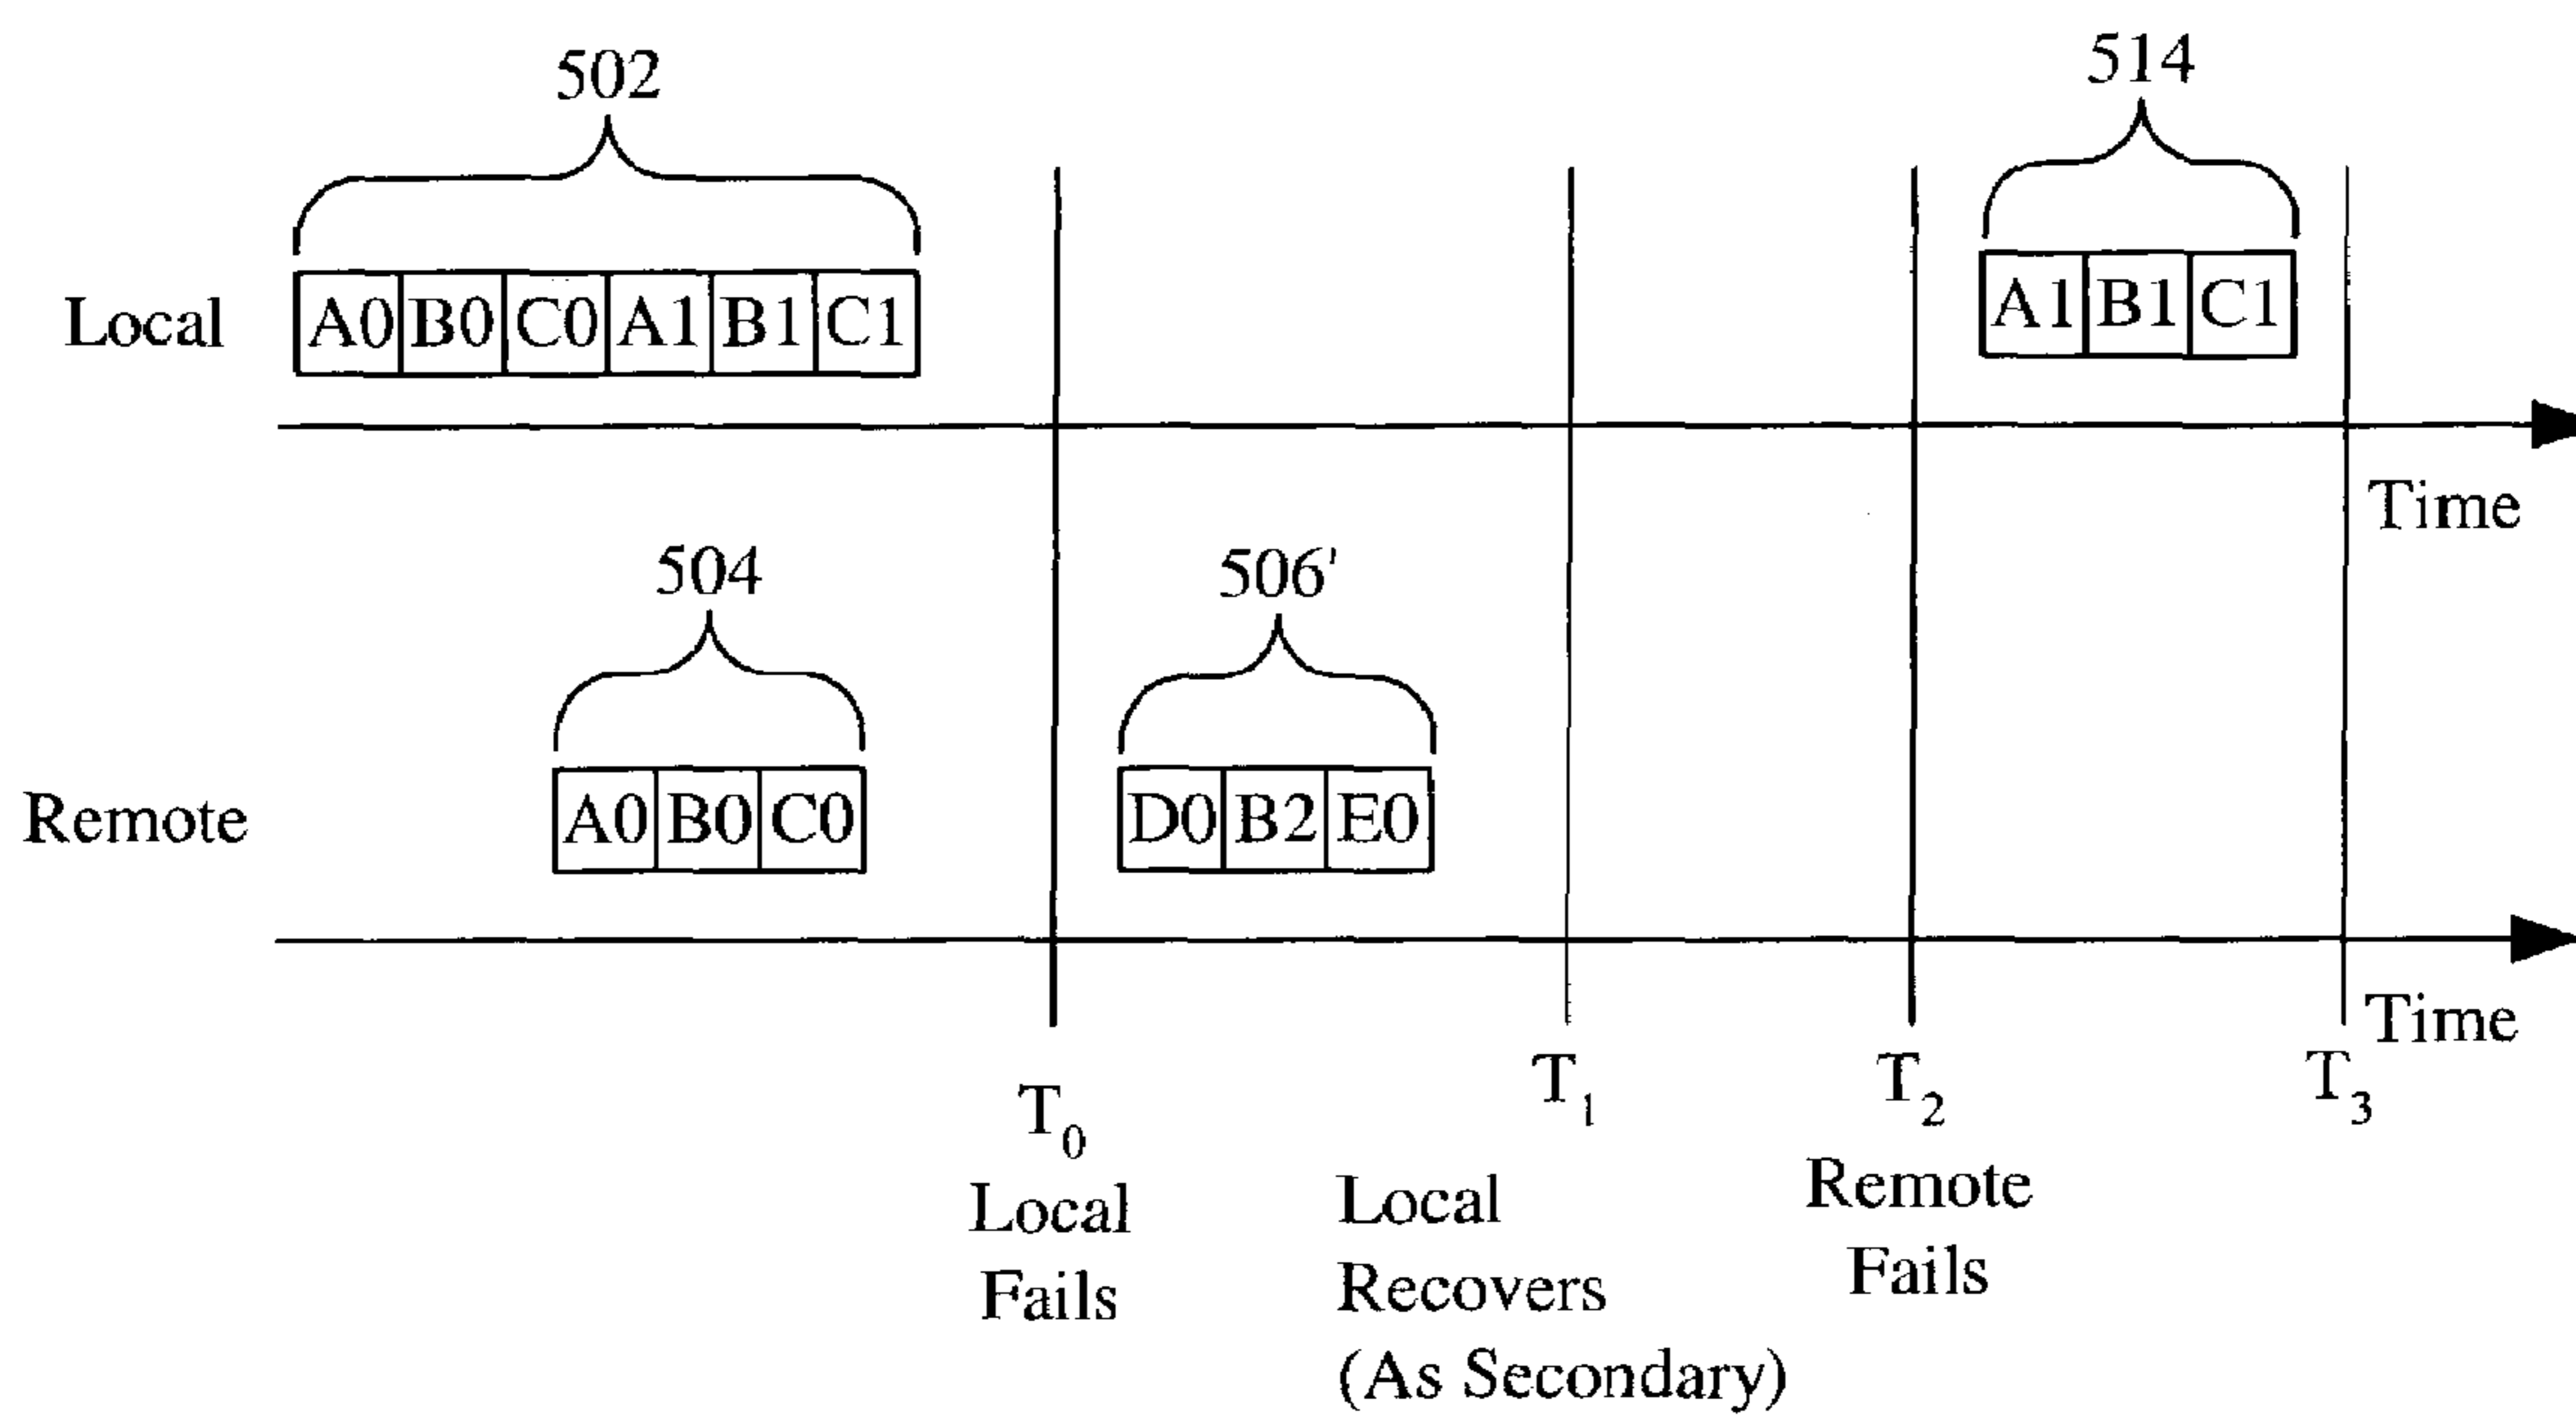 502
514
Local A0 B0 C0 A1 B1 C1
A1 B1 C1
Time
504
506'
Remote A0 B0 C0
D0 B2 E0
Time
T0
Local
Fails
T1
Local
Recovers
(As Secondary)
T2
Remote
Fails
T3